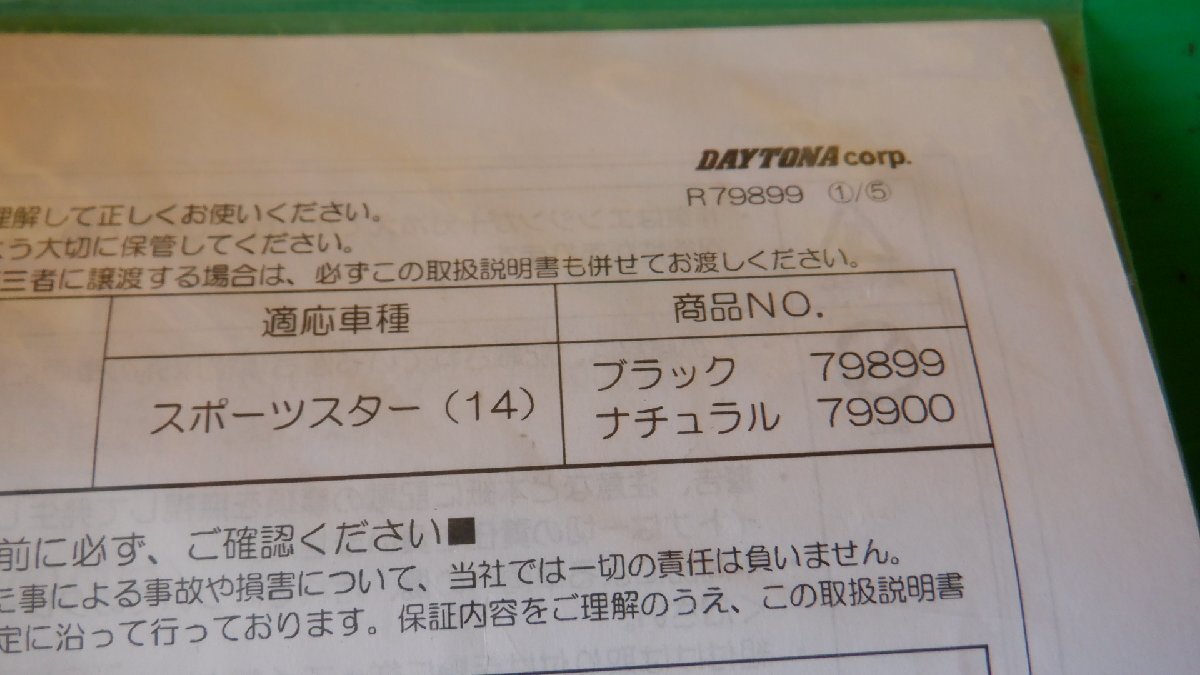 DAYTONA corp.
R79899 ①/⑤
理解して正しくお使いください。
よう大切に保管してください。
三者に譲渡する場合は、必ずこの取扱説明書も併せてお渡しください。
適応車種
商品NO.
スポーツスター（14）
ブラック 79899
ナチュラル 79900
前に必ず、ご確認ください■
た事による事故や損害について、当社では一切の責任は負いません。
定に沿って行っております。保証内容をご理解のうえ、この取扱説明書